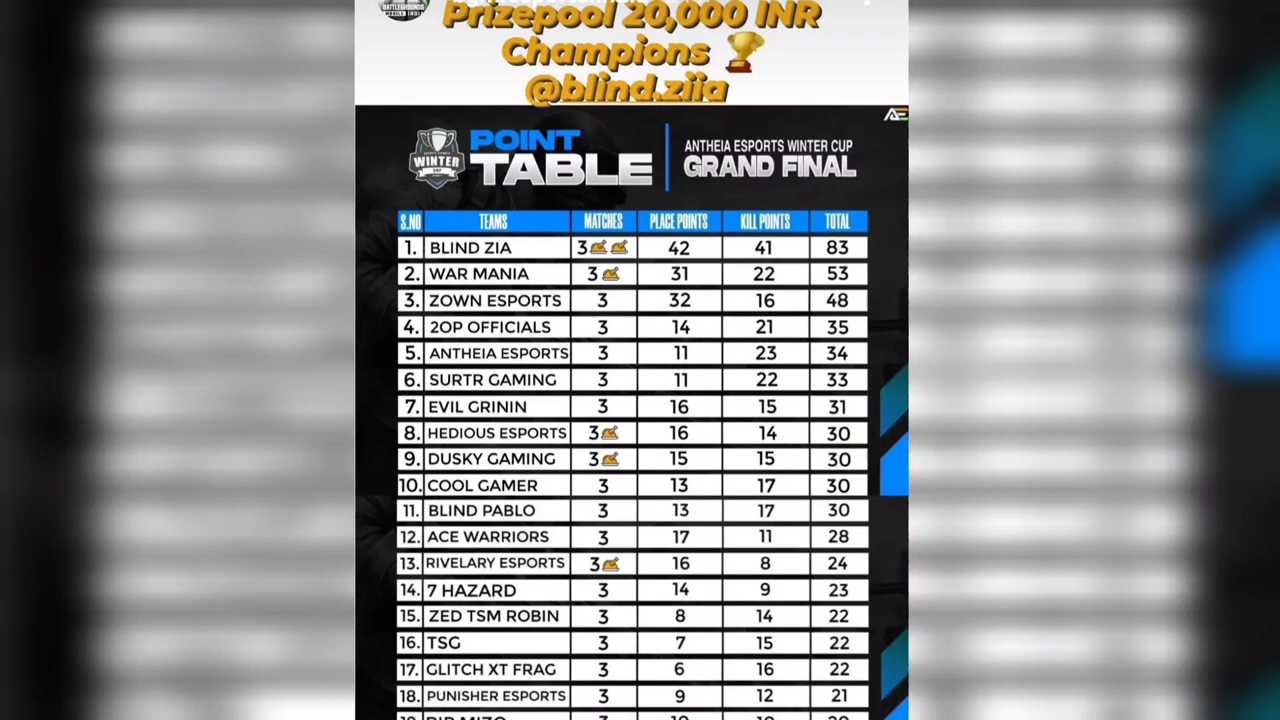 BATTLEGROUNDS
Prizepool 20,000 INR
Champions 🏆
@blind.ziia
AE
WINTER
CUP
POINT
TABLE
ANTHEIA ESPORTS WINTER CUP
GRAND FINAL
S.NO TEAMS MATCHES PLACE POINTS KILL POINTS TOTAL
1. BLIND ZIA 3 42 41 83
2. WAR MANIA 3 31 22 53
3. ZOWN ESPORTS 3 32 16 48
4. 2OP OFFICIALS 3 14 21 35
5. ANTHEIA ESPORTS 3 11 23 34
6. SURTR GAMING 3 11 22 33
7. EVIL GRININ 3 16 15 31
8. HEDIOUS ESPORTS 3 16 14 30
9. DUSKY GAMING 3 15 15 30
10. COOL GAMER 3 13 17 30
11. BLIND PABLO 3 13 17 30
12. ACE WARRIORS 3 17 11 28
13. RIVELARY ESPORTS 3 16 8 24
14. 7 HAZARD 3 14 9 23
15. ZED TSM ROBIN 3 8 14 22
16. TSG 3 7 15 22
17. GLITCH XT FRAG 3 6 16 22
18. PUNISHER ESPORTS 3 9 12 21